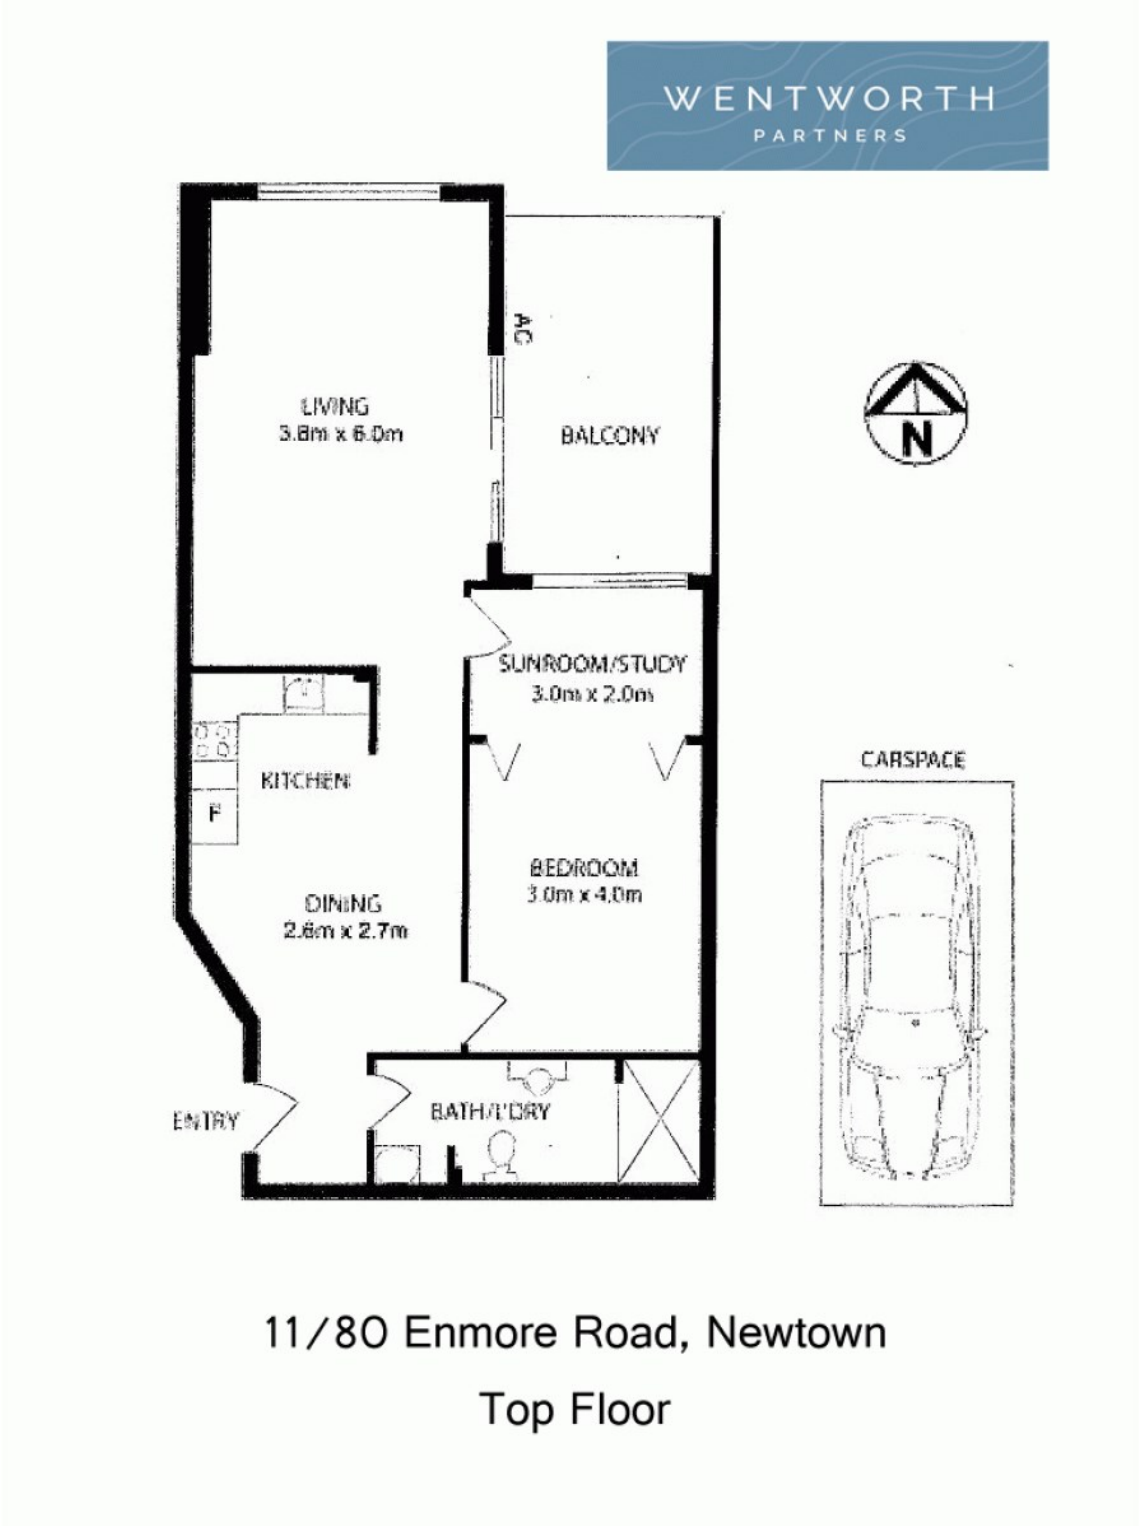 WENTWORTH
PARTNERS
AC
LIVING
3.8m x 6.0m
BALCONY
N
SUNROOM/STUDY
3.0m x 2.0m
CARSPACE
KITCHEN
F
BEDROOM
3.0m x 4.0m
DINING
2.6m x 2.7m
BATH/L'DRY
ENTRY
11/80 Enmore Road, Newtown
Top Floor